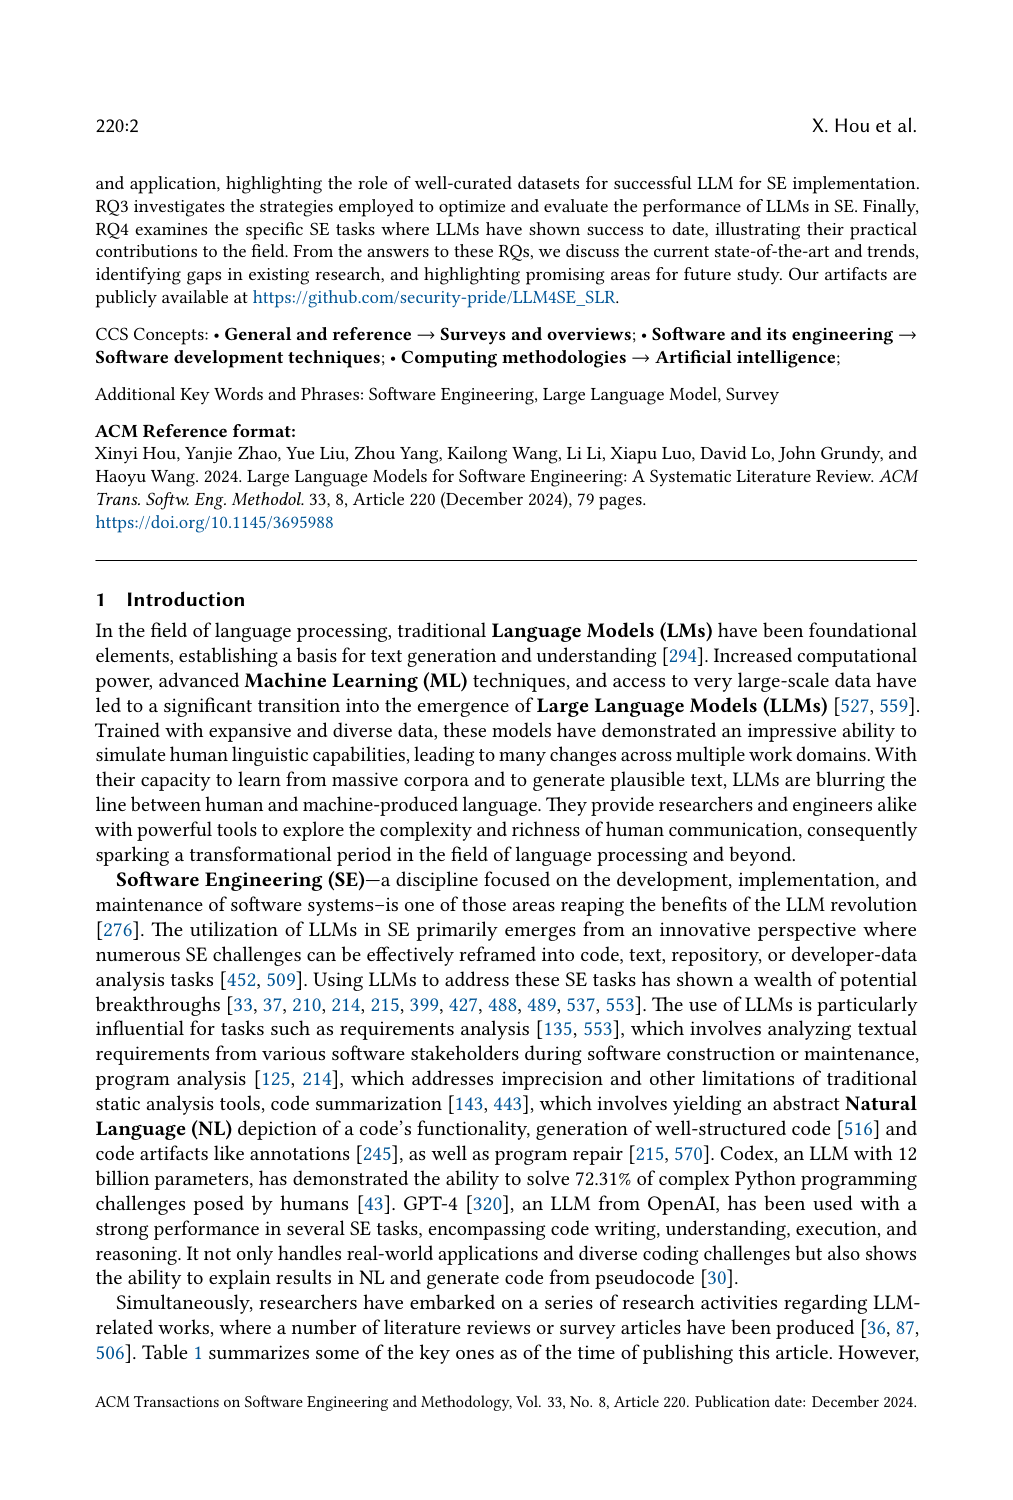 220:2
X. Hou et al.
and application, highlighting the role of well-curated datasets for successful LLM for SE implementation.
RQ3 investigates the strategies employed to optimize and evaluate the performance of LLMs in SE. Finally,
RQ4 examines the specific SE tasks where LLMs have shown success to date, illustrating their practical
contributions to the field. From the answers to these RQs, we discuss the current state-of-the-art and trends,
identifying gaps in existing research, and highlighting promising areas for future study. Our artifacts are
publicly available at https://github.com/security-pride/LLM4SE_SLR.
CCS Concepts: • General and reference → Surveys and overviews; • Software and its engineering →
Software development techniques; • Computing methodologies → Artificial intelligence;
Additional Key Words and Phrases: Software Engineering, Large Language Model, Survey
ACM Reference format:
Xinyi Hou, Yanjie Zhao, Yue Liu, Zhou Yang, Kailong Wang, Li Li, Xiapu Luo, David Lo, John Grundy, and
Haoyu Wang. 2024. Large Language Models for Software Engineering: A Systematic Literature Review. ACM
Trans. Softw. Eng. Methodol. 33, 8, Article 220 (December 2024), 79 pages.
https://doi.org/10.1145/3695988
1 Introduction
In the field of language processing, traditional Language Models (LMs) have been foundational
elements, establishing a basis for text generation and understanding [294]. Increased computational
power, advanced Machine Learning (ML) techniques, and access to very large-scale data have
led to a significant transition into the emergence of Large Language Models (LLMs) [527, 559].
Trained with expansive and diverse data, these models have demonstrated an impressive ability to
simulate human linguistic capabilities, leading to many changes across multiple work domains. With
their capacity to learn from massive corpora and to generate plausible text, LLMs are blurring the
line between human and machine-produced language. They provide researchers and engineers alike
with powerful tools to explore the complexity and richness of human communication, consequently
sparking a transformational period in the field of language processing and beyond.
Software Engineering (SE)—a discipline focused on the development, implementation, and
maintenance of software systems–is one of those areas reaping the benefits of the LLM revolution
[276]. The utilization of LLMs in SE primarily emerges from an innovative perspective where
numerous SE challenges can be effectively reframed into code, text, repository, or developer-data
analysis tasks [452, 509]. Using LLMs to address these SE tasks has shown a wealth of potential
breakthroughs [33, 37, 210, 214, 215, 399, 427, 488, 489, 537, 553]. The use of LLMs is particularly
influential for tasks such as requirements analysis [135, 553], which involves analyzing textual
requirements from various software stakeholders during software construction or maintenance,
program analysis [125, 214], which addresses imprecision and other limitations of traditional
static analysis tools, code summarization [143, 443], which involves yielding an abstract Natural
Language (NL) depiction of a code's functionality, generation of well-structured code [516] and
code artifacts like annotations [245], as well as program repair [215, 570]. Codex, an LLM with 12
billion parameters, has demonstrated the ability to solve 72.31% of complex Python programming
challenges posed by humans [43]. GPT-4 [320], an LLM from OpenAI, has been used with a
strong performance in several SE tasks, encompassing code writing, understanding, execution, and
reasoning. It not only handles real-world applications and diverse coding challenges but also shows
the ability to explain results in NL and generate code from pseudocode [30].
Simultaneously, researchers have embarked on a series of research activities regarding LLM-
related works, where a number of literature reviews or survey articles have been produced [36, 87,
506]. Table 1 summarizes some of the key ones as of the time of publishing this article. However,
ACM Transactions on Software Engineering and Methodology, Vol. 33, No. 8, Article 220. Publication date: December 2024.